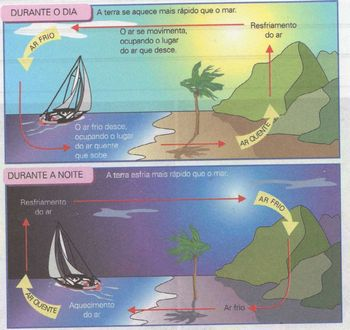 DURANTE O DIA
A terra se aquece mais rápido que o mar.
AR FRIO
O ar se movimenta,
ocupando o lugar
do ar que desce.
Resfriamento
do ar
O ar frio desce,
ocupando o lugar
do ar quente
que sobe.
AR QUENTE
DURANTE A NOITE
A terra esfria mais rápido que o mar.
Resfriamento
do ar
AR FRIO
AR QUENTE
Aquecimento
do ar
Ar frio